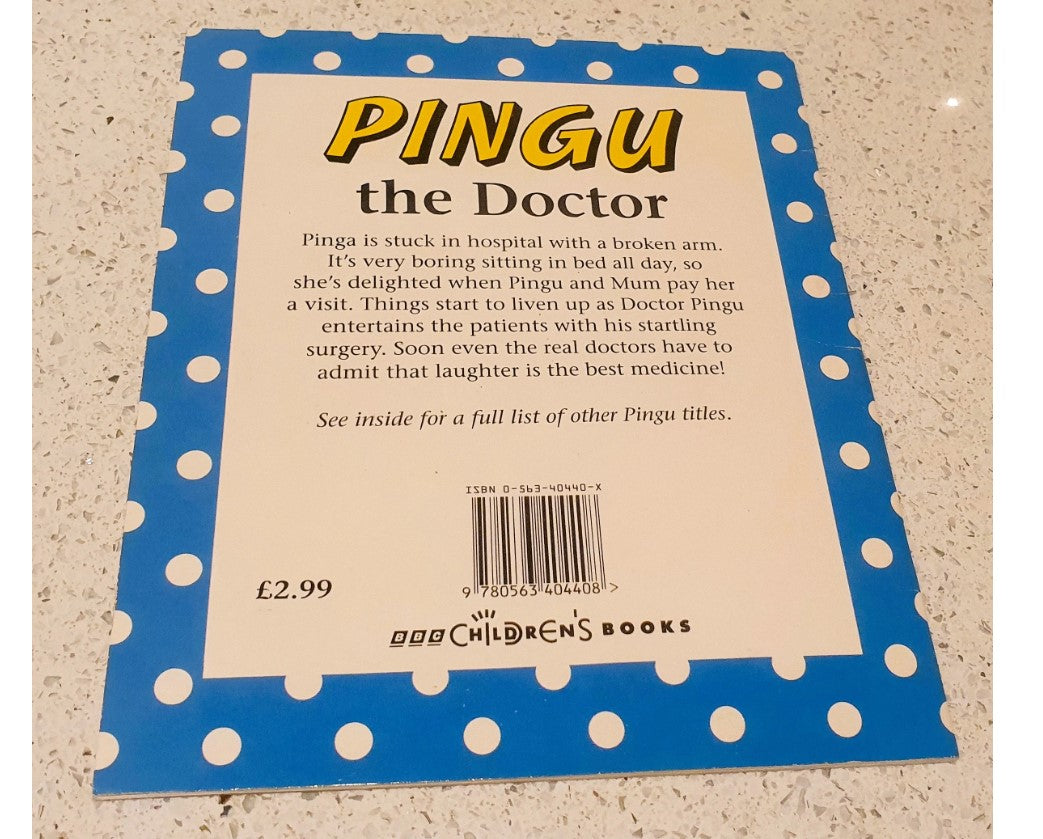 PINGU
the Doctor
Pinga is stuck in hospital with a broken arm.
It's very boring sitting in bed all day, so
she's delighted when Pingu and Mum pay her
a visit. Things start to liven up as Doctor Pingu
entertains the patients with his startling
surgery. Soon even the real doctors have to
admit that laughter is the best medicine!
See inside for a full list of other Pingu titles.
ISBN 0-563-40440-X
9 780563 404408 >
£2.99
BBC CHILDREN'S BOOKS